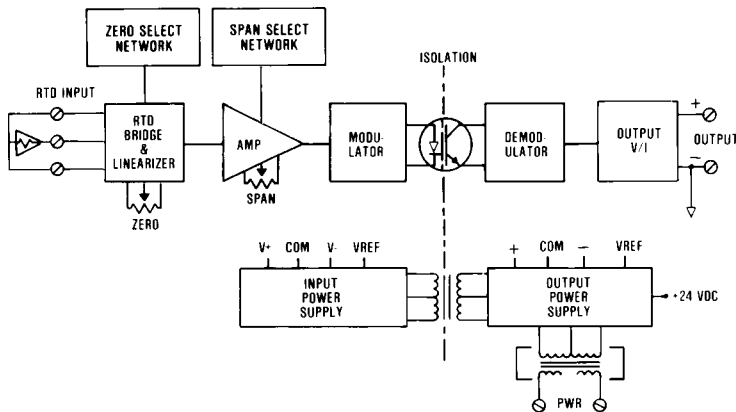 ZERO SELECT
NETWORK
SPAN SELECT
NETWORK
ISOLATION
RTD INPUT
RTD
BRIDGE
&
LINEARIZER
AMP
MODU-
LATOR
DEMOD-
ULATOR
OUTPUT
V/I
+
OUTPUT
−
ZERO
SPAN
V+ COM V- VREF
+ COM − VREF
INPUT
POWER
SUPPLY
OUTPUT
POWER
SUPPLY
+24 VDC
PWR